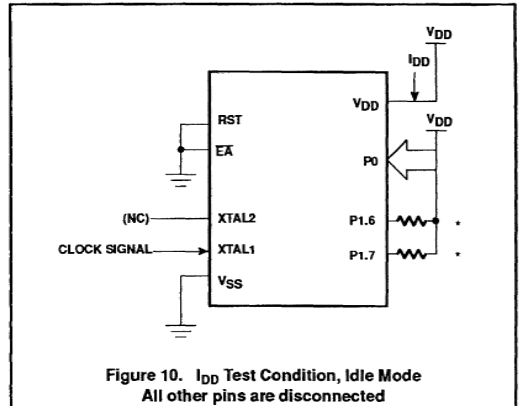 VDD
IDD
VDD
VDD
RST
EA
P0
(NC)
XTAL2
P1.6
*
CLOCK SIGNAL
XTAL1
P1.7
*
VSS
Figure 10. IDD Test Condition, Idle Mode
All other pins are disconnected